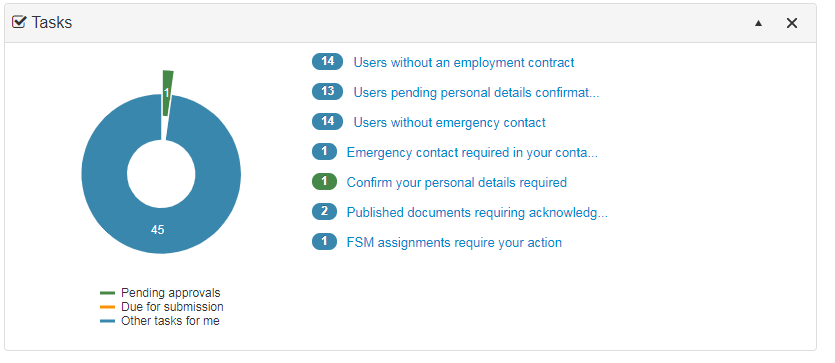 Tasks
14 Users without an employment contract
13 Users pending personal details confirmat...
14 Users without emergency contact
1 Emergency contact required in your conta...
1 Confirm your personal details required
2 Published documents requiring acknowledg...
1 FSM assignments require your action
1
45
Pending approvals
Due for submission
Other tasks for me